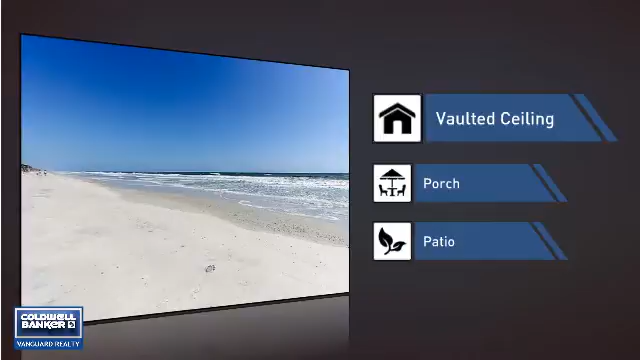 Vaulted Ceiling
Porch
Patio
COLDWELL
BANKER
VANGUARD REALTY